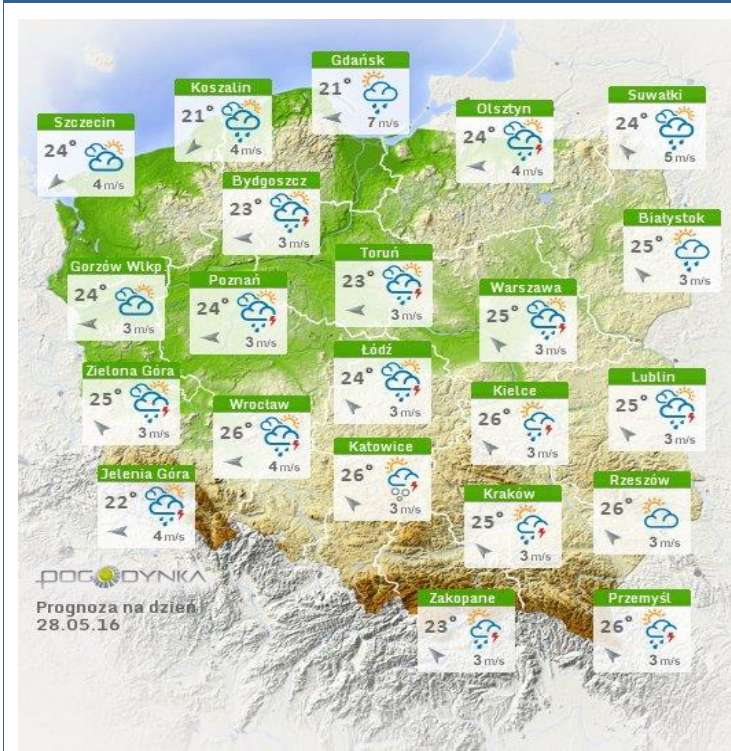 Gdańsk
21°
7 m/s
Koszalin
21°
4 m/s
Suwałki
24°
5 m/s
Olsztyn
24°
4 m/s
Szczecin
24°
4 m/s
Bydgoszcz
23°
3 m/s
Białystok
25°
3 m/s
Toruń
23°
3 m/s
Gorzów Wlkp
24°
3 m/s
Poznań
24°
3 m/s
Warszawa
25°
3 m/s
Łódź
24°
3 m/s
Zielona Góra
25°
3 m/s
Lublin
25°
3 m/s
Kielce
26°
3 m/s
Wrocław
26°
4 m/s
Katowice
26°
3 m/s
Jelenia Góra
22°
4 m/s
Rzeszów
26°
3 m/s
Kraków
25°
3 m/s
POGODYNKA
Prognoza na dzień
28.05.16
Zakopane
23°
3 m/s
Przemyśl
26°
3 m/s